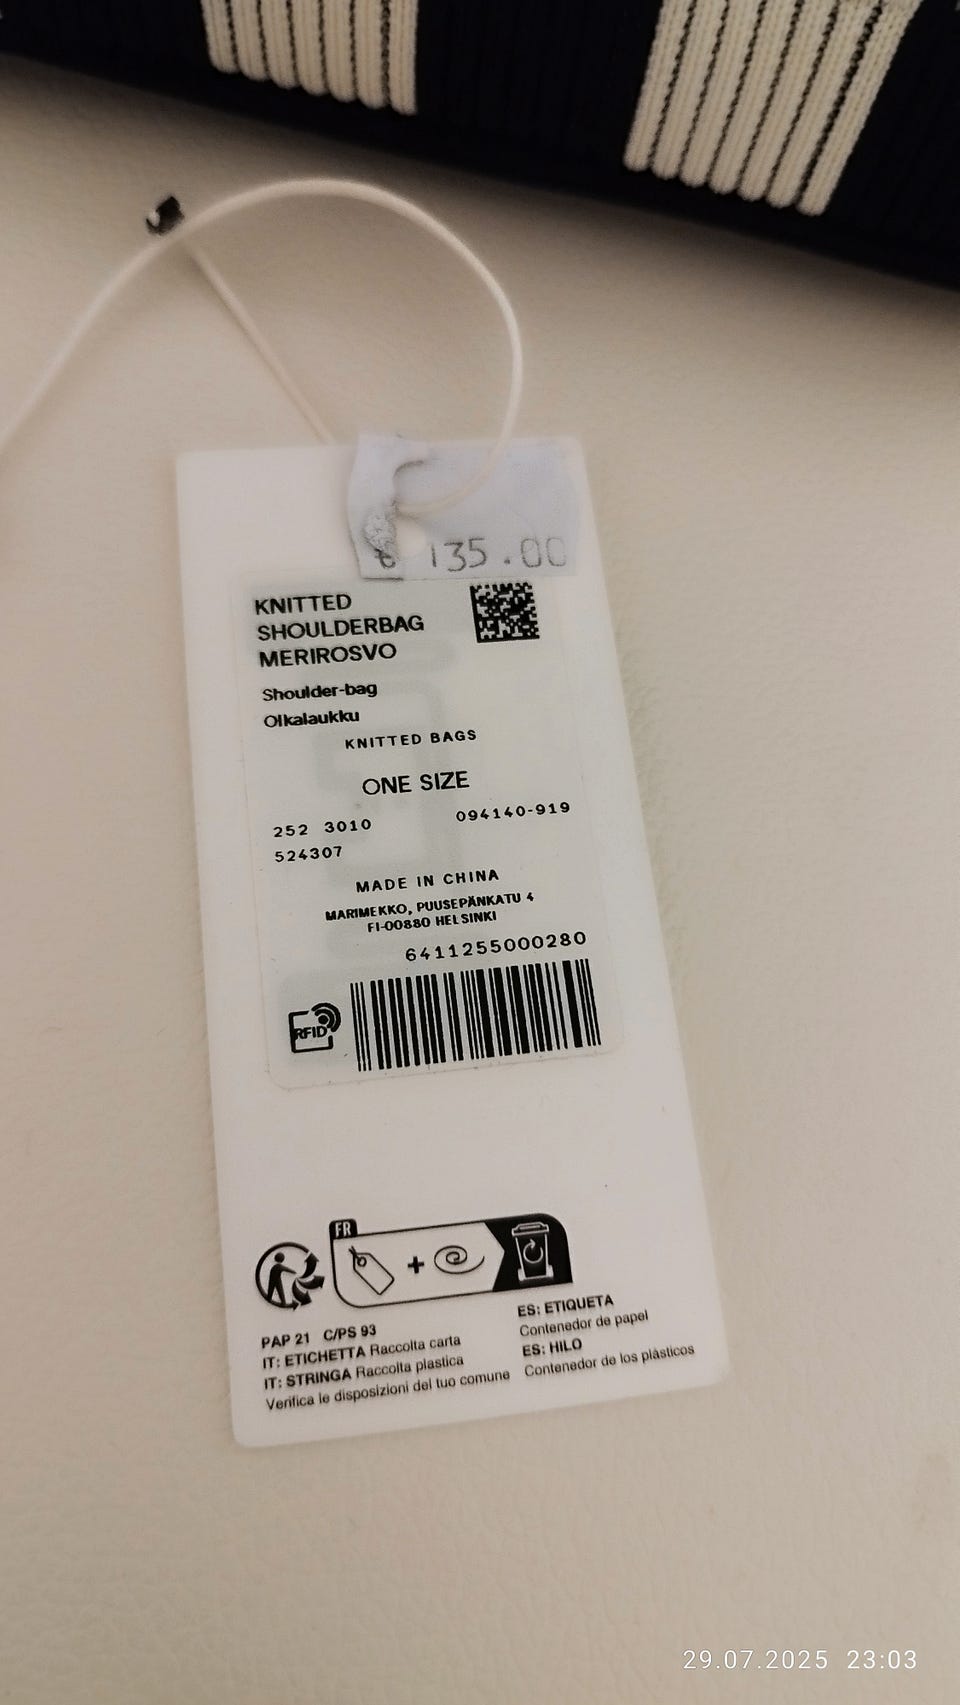 € 135.00
KNITTED
SHOULDERBAG
MERIROSVO
Shoulder-bag
Olkalaukku
KNITTED BAGS
ONE SIZE
252 3010 094140-919
524307
MADE IN CHINA
MARIMEKKO, PUUSEPÄNKATU 4
FI-00880 HELSINKI
6411255000280
RFID
FR
PAP 21 C/PS 93
IT: ETICHETTA Raccolta carta
IT: STRINGA Raccolta plastica
Verifica le disposizioni del tuo comune
ES: ETIQUETA
Contenedor de papel
ES: HILO
Contenedor de los plásticos
29.07.2025 23:03